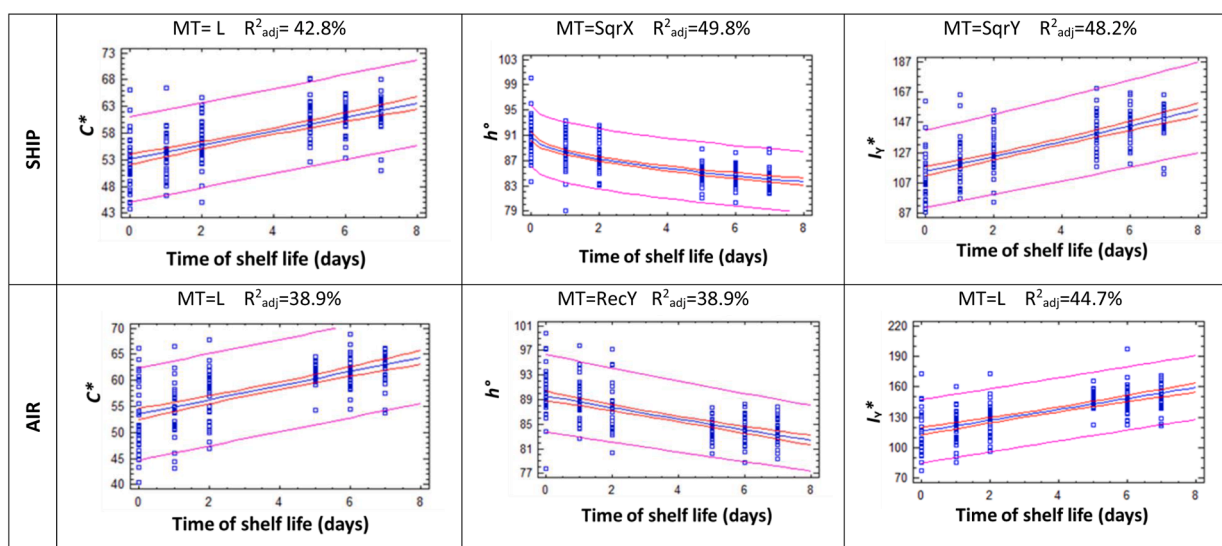 SHIP
MT= L R²adj= 42.8%
C*
73
68
63
58
53
48
43
0 2 4 6 8
Time of shelf life (days)
MT=SqrX R²adj=49.8%
h°
103
99
95
91
87
83
79
0 2 4 6 8
Time of shelf life (days)
MT=SqrY R²adj=48.2%
IY*
187
167
147
127
107
87
0 2 4 6 8
Time of shelf life (days)
AIR
MT=L R²adj=38.9%
C*
70
65
60
55
50
45
40
0 2 4 6 8
Time of shelf life (days)
MT=RecY R²adj=38.9%
h°
101
97
93
89
85
81
77
0 2 4 6 8
Time of shelf life (days)
MT=L R²adj=44.7%
IY*
220
190
160
130
100
70
0 2 4 6 8
Time of shelf life (days)